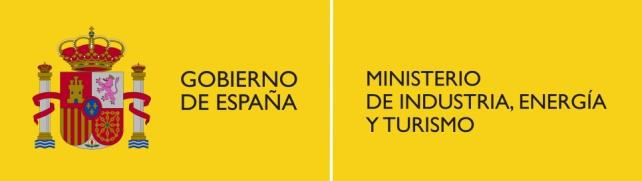 GOBIERNO
DE ESPAÑA
MINISTERIO
DE INDUSTRIA, ENERGÍA
Y TURISMO